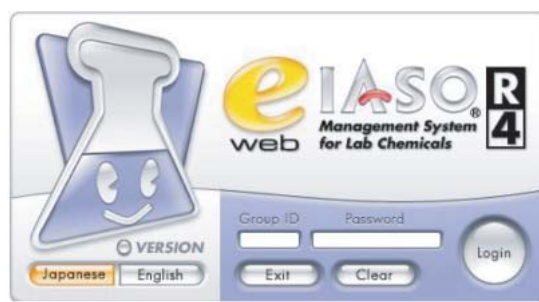 e IASO® R
web Management System 4
for Lab Chemicals
Group ID Password
VERSION
Login
Japanese English Exit Clear